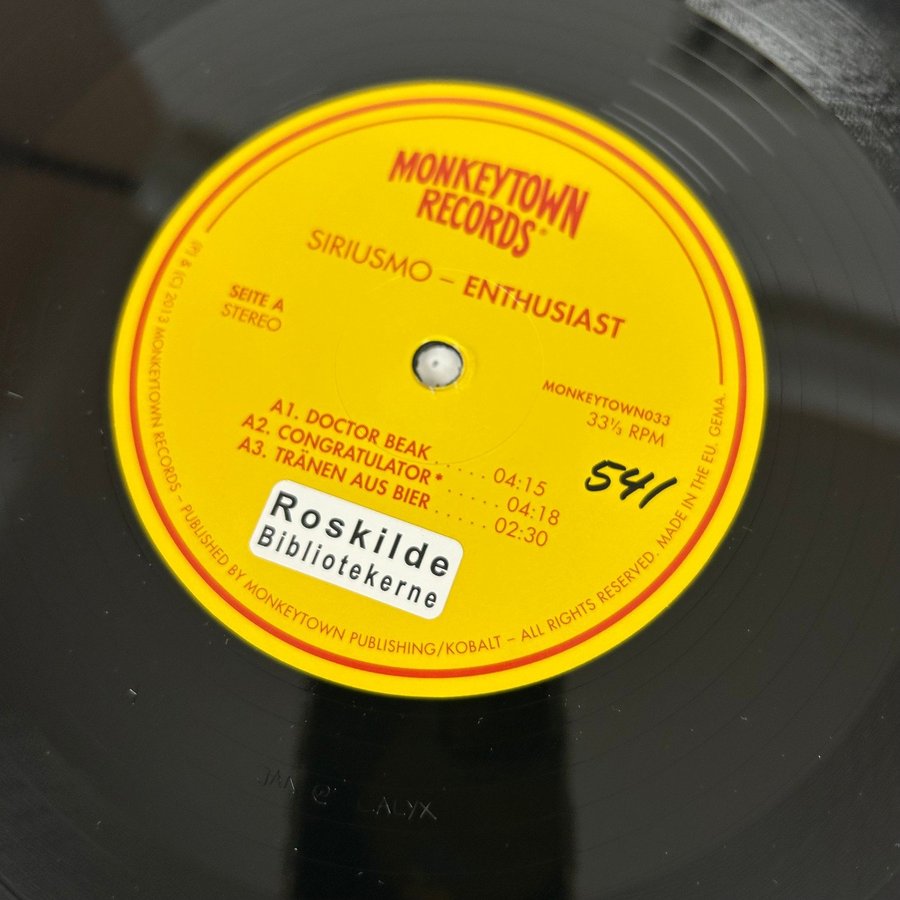 MONKEYTOWN
RECORDS®
SIRIUSMO – ENTHUSIAST
SEITE A
STEREO
MONKEYTOWN033
33⅓ RPM
A1. DOCTOR BEAK ..... 04:15
A2. CONGRATULATOR* ..... 04:18
A3. TRÄNEN AUS BIER ..... 02:30
541
Roskilde
Bibliotekerne
(P) & (C) 2013 MONKEYTOWN RECORDS – PUBLISHED BY MONKEYTOWN PUBLISHING/KOBALT – ALL RIGHTS RESERVED. MADE IN THE EU. GEMA.
JAN @ CALYX